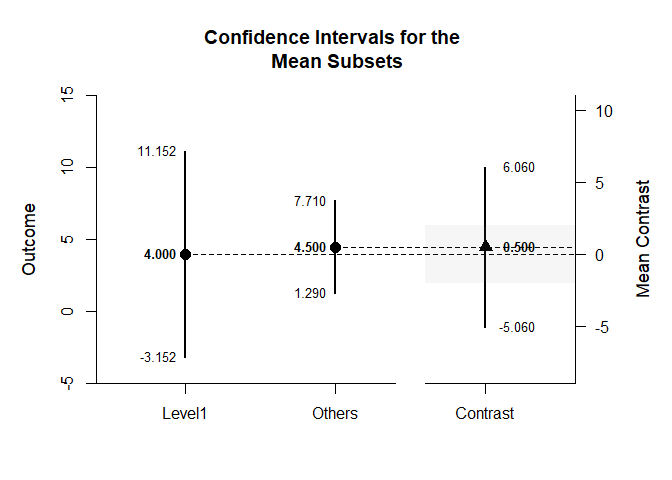 Confidence Intervals for the
Mean Subsets
15
10
5
0
-5
Outcome
11.152
4.000
-3.152
7.710
4.500
1.290
6.060
0.500
-5.060
10
5
0
-5
Mean Contrast
Level1
Others
Contrast